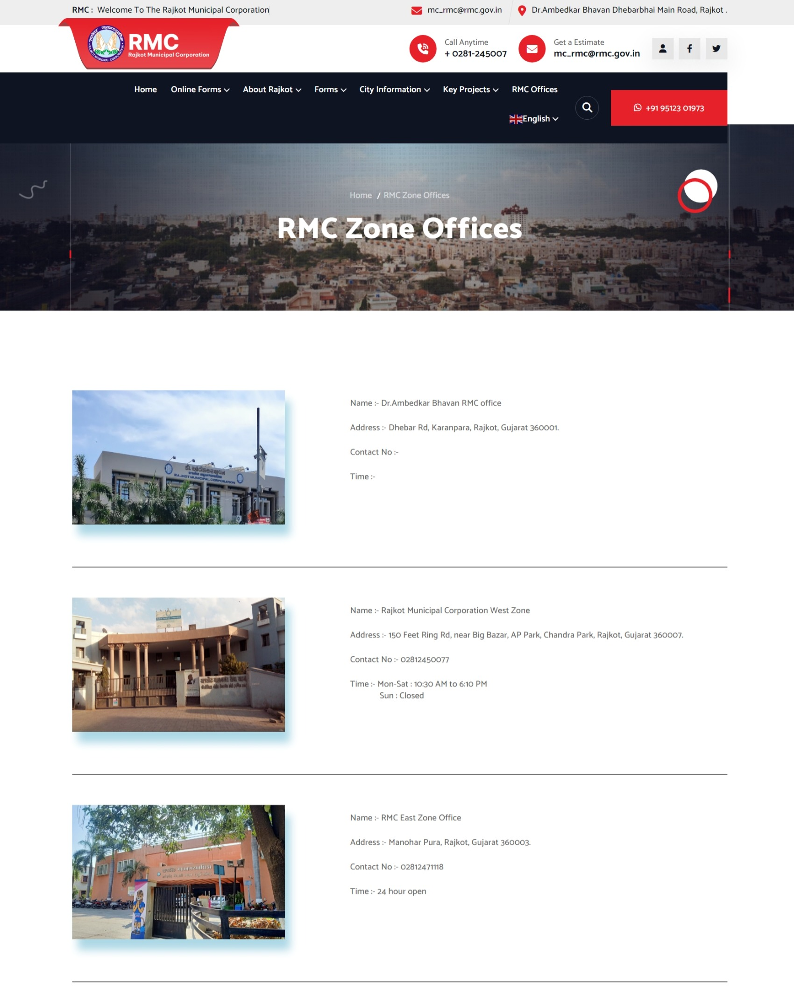 RMC : Welcome To The Rajkot Municipal Corporation
mc_rmc@rmc.gov.in
Dr.Ambedkar Bhavan Dhebarbhai Main Road, Rajkot .
RMC
Rajkot Municipal Corporation
Call Anytime
+ 0281-245007
Get a Estimate
mc_rmc@rmc.gov.in
Home Online Forms About Rajkot Forms City Information Key Projects RMC Offices
English
+91 95123 01973
Home / RMC Zone Offices
RMC Zone Offices
ડૉ. આંબેડકર ભવન
RAJKOT MUNICIPAL CORPORATION
Name :- Dr.Ambedkar Bhavan RMC office
Address :- Dhebar Rd, Karanpara, Rajkot, Gujarat 360001.
Contact No :-
Time :-
Name :- Rajkot Municipal Corporation West Zone
Address :- 150 Feet Ring Rd, near Big Bazar, AP Park, Chandra Park, Rajkot, Gujarat 360007.
Contact No :- 02812450077
Time :- Mon-Sat : 10:30 AM to 6:10 PM
Sun : Closed
Name :- RMC East Zone Office
Address :- Manohar Pura, Rajkot, Gujarat 360003.
Contact No :- 02812471118
Time :- 24 hour open